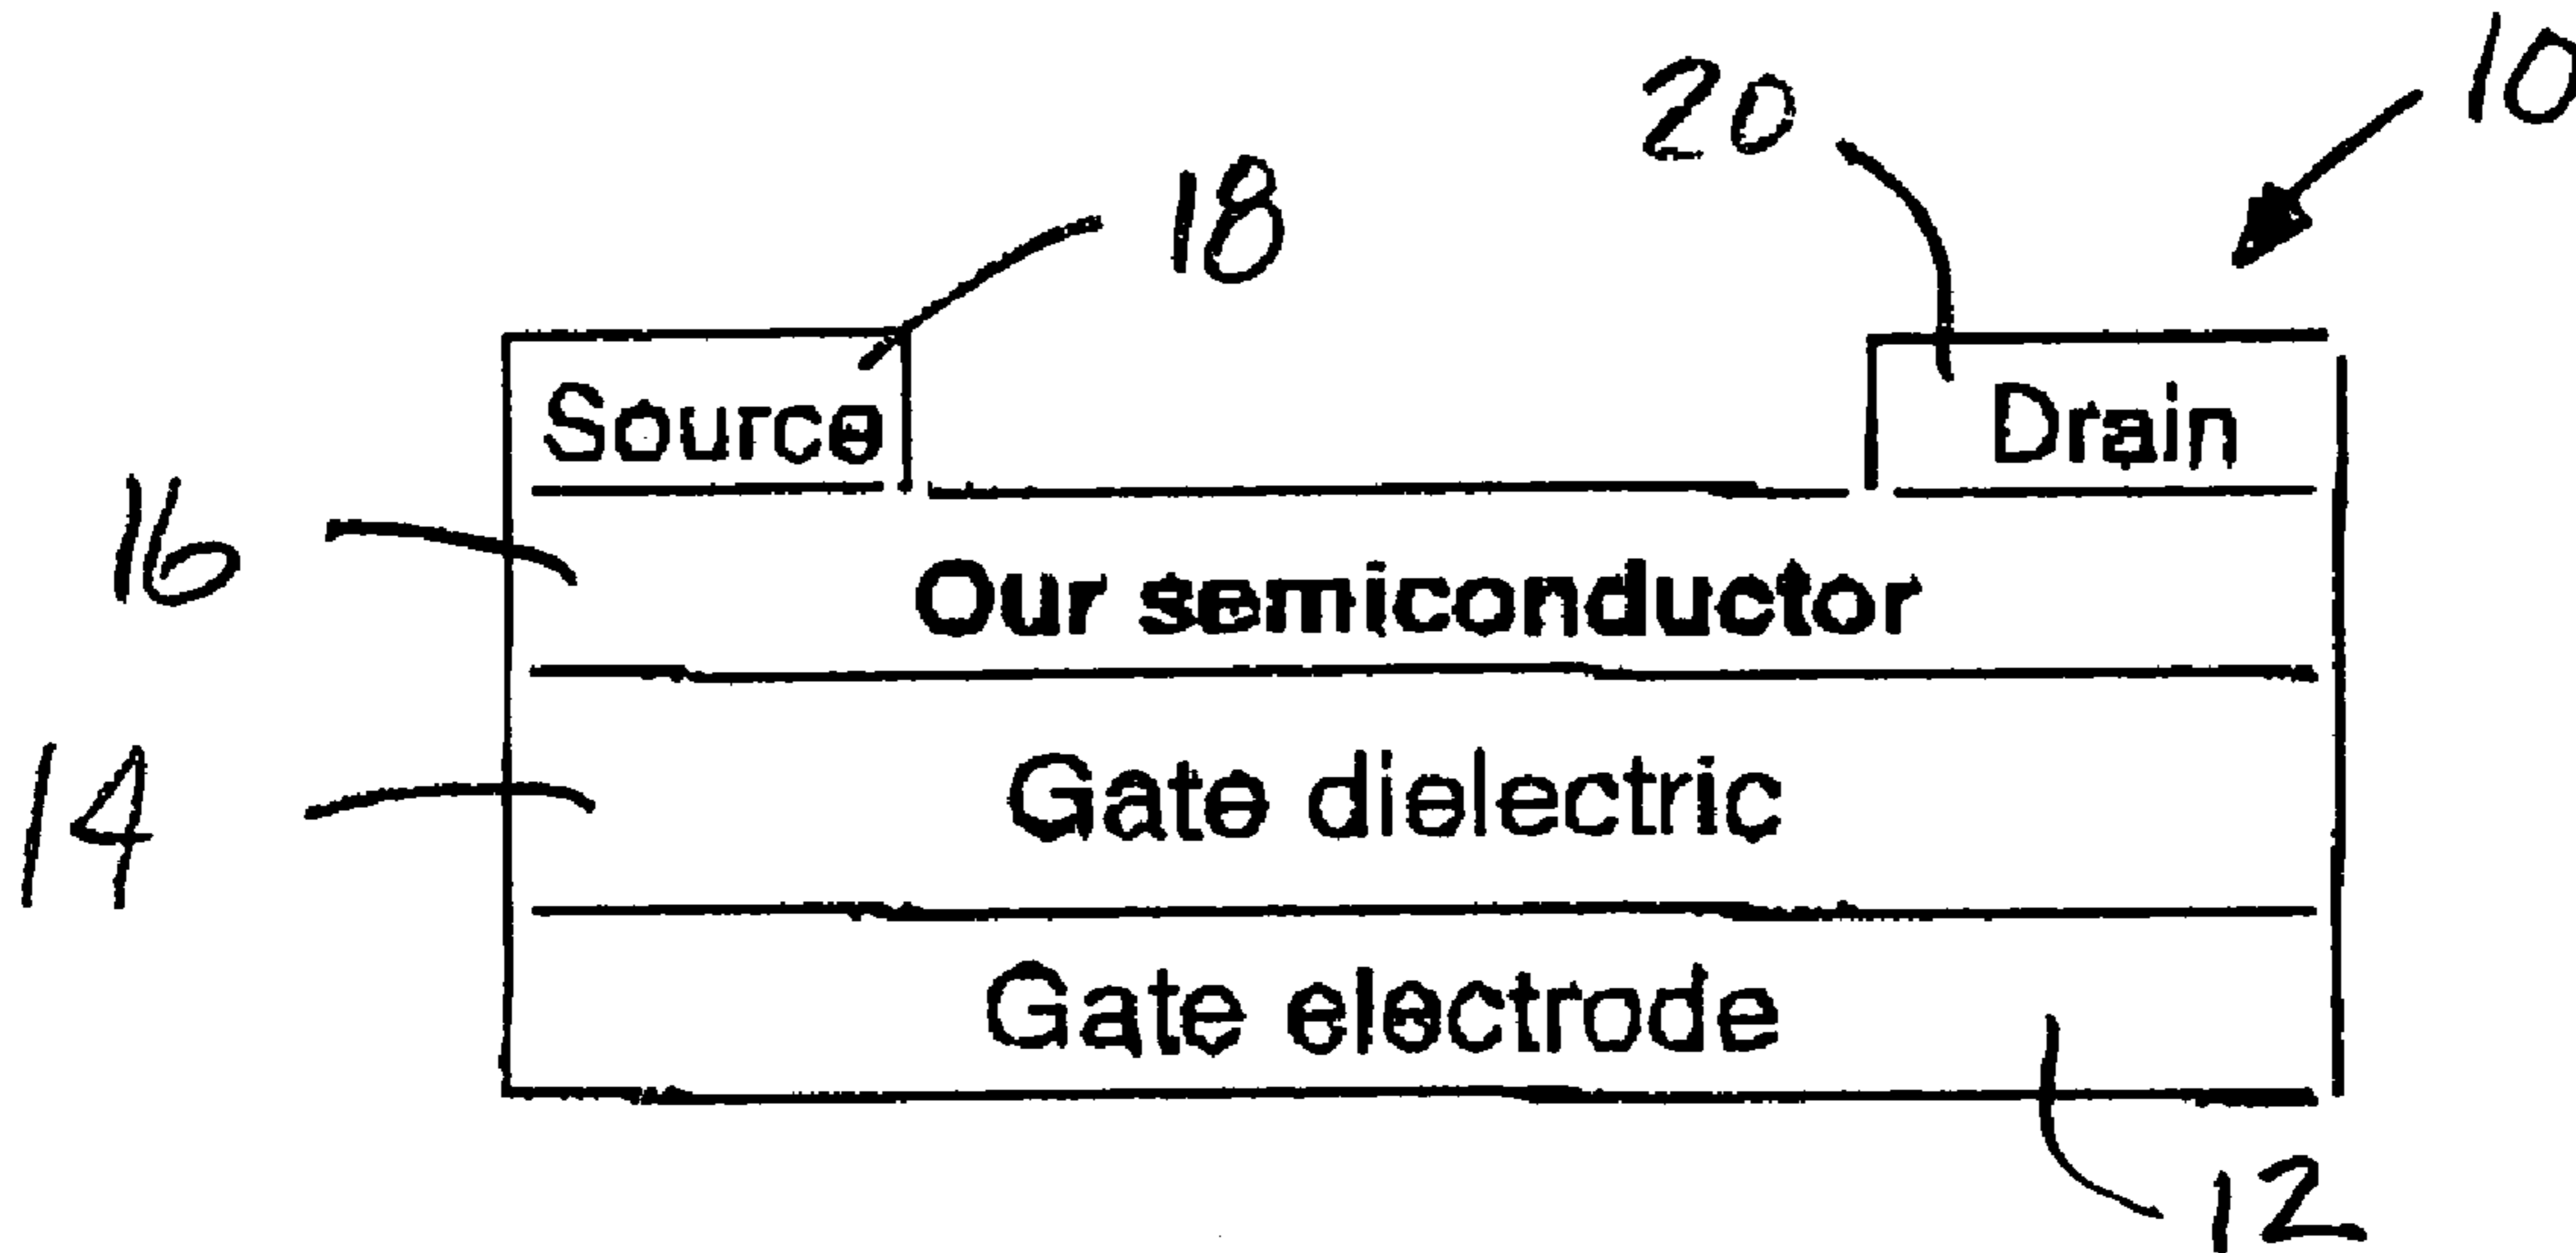 10
20
18
Source
Drain
16
Our semiconductor
14
Gate dielectric
Gate electrode
12